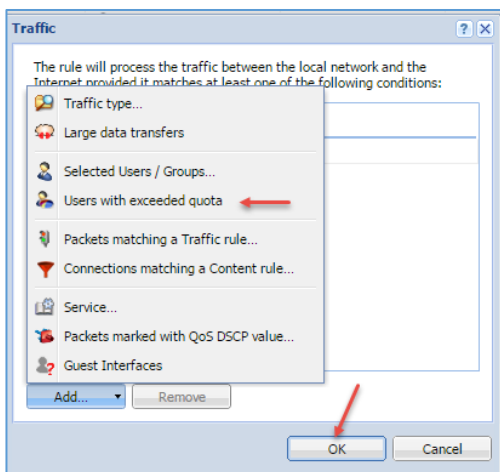 Traffic
The rule will process the traffic between the local network and the
Internet provided it matches at least one of the following conditions:
Traffic type...
Large data transfers
Selected Users / Groups...
Users with exceeded quota
Packets matching a Traffic rule...
Connections matching a Content rule...
Service...
Packets marked with QoS DSCP value...
Guest Interfaces
Add... Remove
OK Cancel